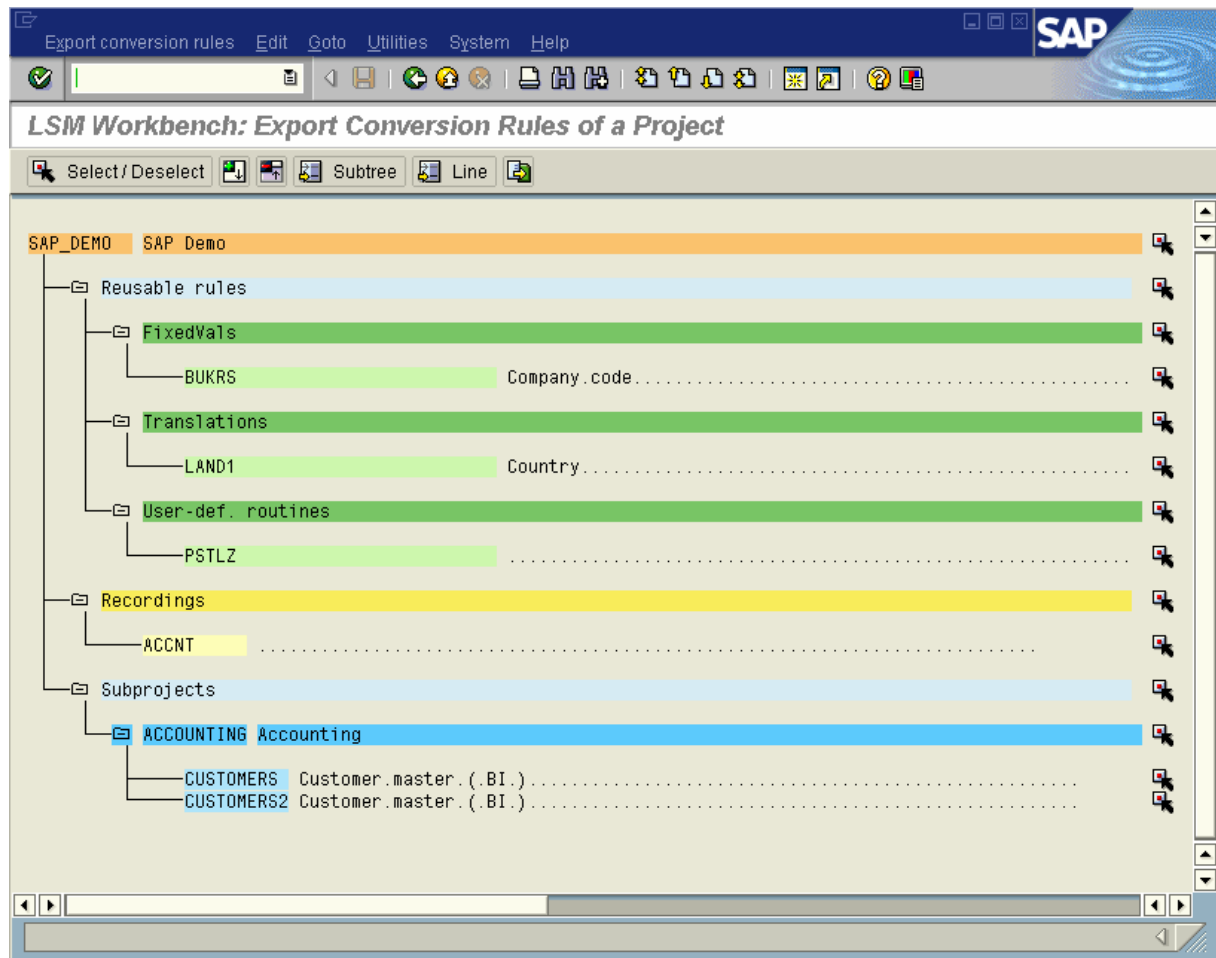 Export conversion rules Edit Goto Utilities System Help
SAP
LSM Workbench: Export Conversion Rules of a Project
Select / Deselect Subtree Line
SAP_DEMO SAP Demo
Reusable rules
FixedVals
BUKRS Company.code................................................
Translations
LAND1 Country.....................................................
User-def. routines
PSTLZ ............................................................
Recordings
ACCNT ...........................................................................
Subprojects
ACCOUNTING Accounting
CUSTOMERS Customer.master.(.BI.).....................................................
CUSTOMERS2 Customer.master.(.BI.).....................................................